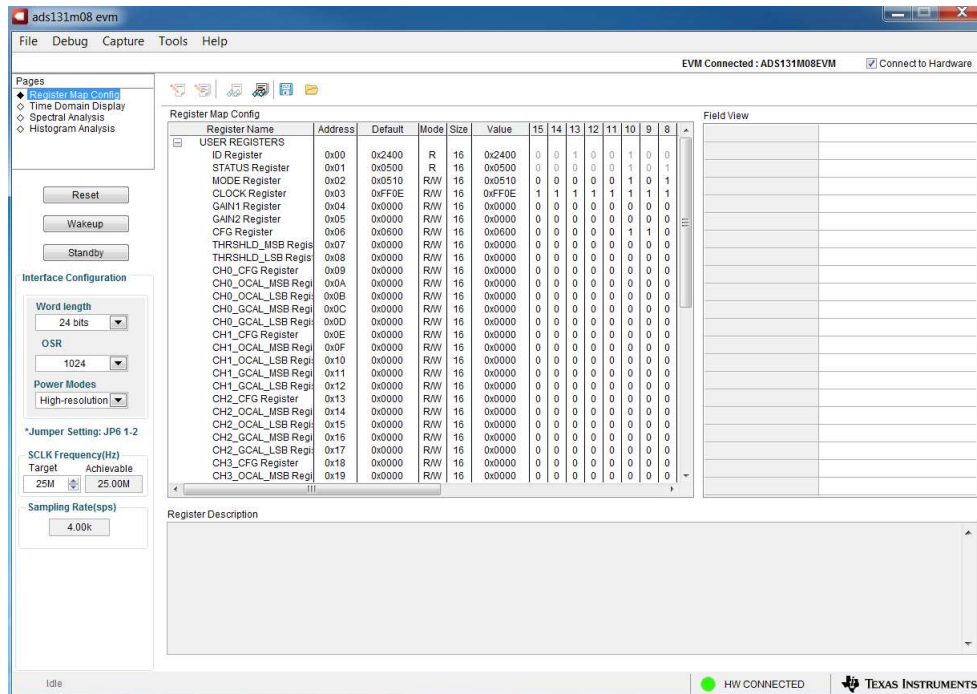 ads131m08 evm
File Debug Capture Tools Help
EVM Connected : ADS131M08EVM Connect to Hardware
Pages
Register Map Config
Time Domain Display
Spectral Analysis
Histogram Analysis
Reset
Wakeup
Standby
Interface Configuration
Word length
24 bits
OSR
1024
Power Modes
High-resolution
*Jumper Setting: JP6 1-2
SCLK Frequency(Hz)
Target Achievable
25M 25.00M
Sampling Rate(sps)
4.00k
Register Map Config
Register Name Address Default Mode Size Value 15 14 13 12 11 10 9 8
USER REGISTERS
ID Register 0x00 0x2400 R 16 0x2400 0 0 1 0 0 1 0 0
STATUS Register 0x01 0x0500 R 16 0x0500 0 0 0 0 0 1 0 1
MODE Register 0x02 0x0510 R/W 16 0x0510 0 0 0 0 0 1 0 1
CLOCK Register 0x03 0xFF0E R/W 16 0xFF0E 1 1 1 1 1 1 1 1
GAIN1 Register 0x04 0x0000 R/W 16 0x0000 0 0 0 0 0 0 0 0
GAIN2 Register 0x05 0x0000 R/W 16 0x0000 0 0 0 0 0 0 0 0
CFG Register 0x06 0x0600 R/W 16 0x0600 0 0 0 0 0 1 1 0
THRSHLD_MSB Regis 0x07 0x0000 R/W 16 0x0000 0 0 0 0 0 0 0 0
THRSHLD_LSB Regist 0x08 0x0000 R/W 16 0x0000 0 0 0 0 0 0 0 0
CH0_CFG Register 0x09 0x0000 R/W 16 0x0000 0 0 0 0 0 0 0 0
CH0_OCAL_MSB Regi 0x0A 0x0000 R/W 16 0x0000 0 0 0 0 0 0 0 0
CH0_OCAL_LSB Regi 0x0B 0x0000 R/W 16 0x0000 0 0 0 0 0 0 0 0
CH0_GCAL_MSB Regi 0x0C 0x0000 R/W 16 0x0000 0 0 0 0 0 0 0 0
CH0_GCAL_LSB Regi 0x0D 0x0000 R/W 16 0x0000 0 0 0 0 0 0 0 0
CH1_CFG Register 0x0E 0x0000 R/W 16 0x0000 0 0 0 0 0 0 0 0
CH1_OCAL_MSB Regi 0x0F 0x0000 R/W 16 0x0000 0 0 0 0 0 0 0 0
CH1_OCAL_LSB Regi 0x10 0x0000 R/W 16 0x0000 0 0 0 0 0 0 0 0
CH1_GCAL_MSB Regi 0x11 0x0000 R/W 16 0x0000 0 0 0 0 0 0 0 0
CH1_GCAL_LSB Regi 0x12 0x0000 R/W 16 0x0000 0 0 0 0 0 0 0 0
CH2_CFG Register 0x13 0x0000 R/W 16 0x0000 0 0 0 0 0 0 0 0
CH2_OCAL_MSB Regi 0x14 0x0000 R/W 16 0x0000 0 0 0 0 0 0 0 0
CH2_OCAL_LSB Regi 0x15 0x0000 R/W 16 0x0000 0 0 0 0 0 0 0 0
CH2_GCAL_MSB Regi 0x16 0x0000 R/W 16 0x0000 0 0 0 0 0 0 0 0
CH2_GCAL_LSB Regi 0x17 0x0000 R/W 16 0x0000 0 0 0 0 0 0 0 0
CH3_CFG Register 0x18 0x0000 R/W 16 0x0000 0 0 0 0 0 0 0 0
CH3_OCAL_MSB Regi 0x19 0x0000 R/W 16 0x0000 0 0 0 0 0 0 0 0
Field View
Register Description
Idle HW CONNECTED TEXAS INSTRUMENTS